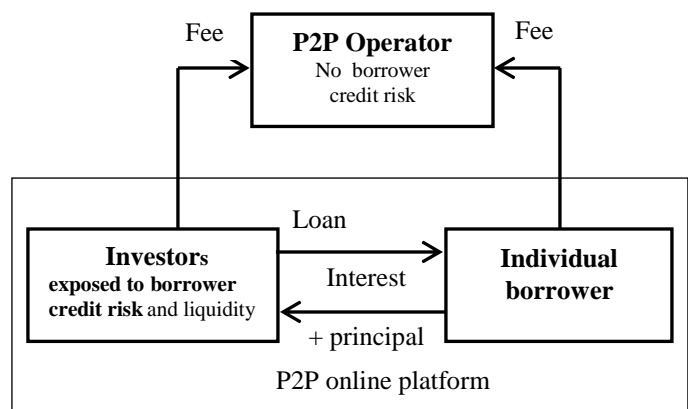 Fee
P2P Operator
No borrower
credit risk
Fee
Loan
Investors
exposed to borrower
credit risk and liquidity
Interest
+ principal
Individual
borrower
P2P online platform